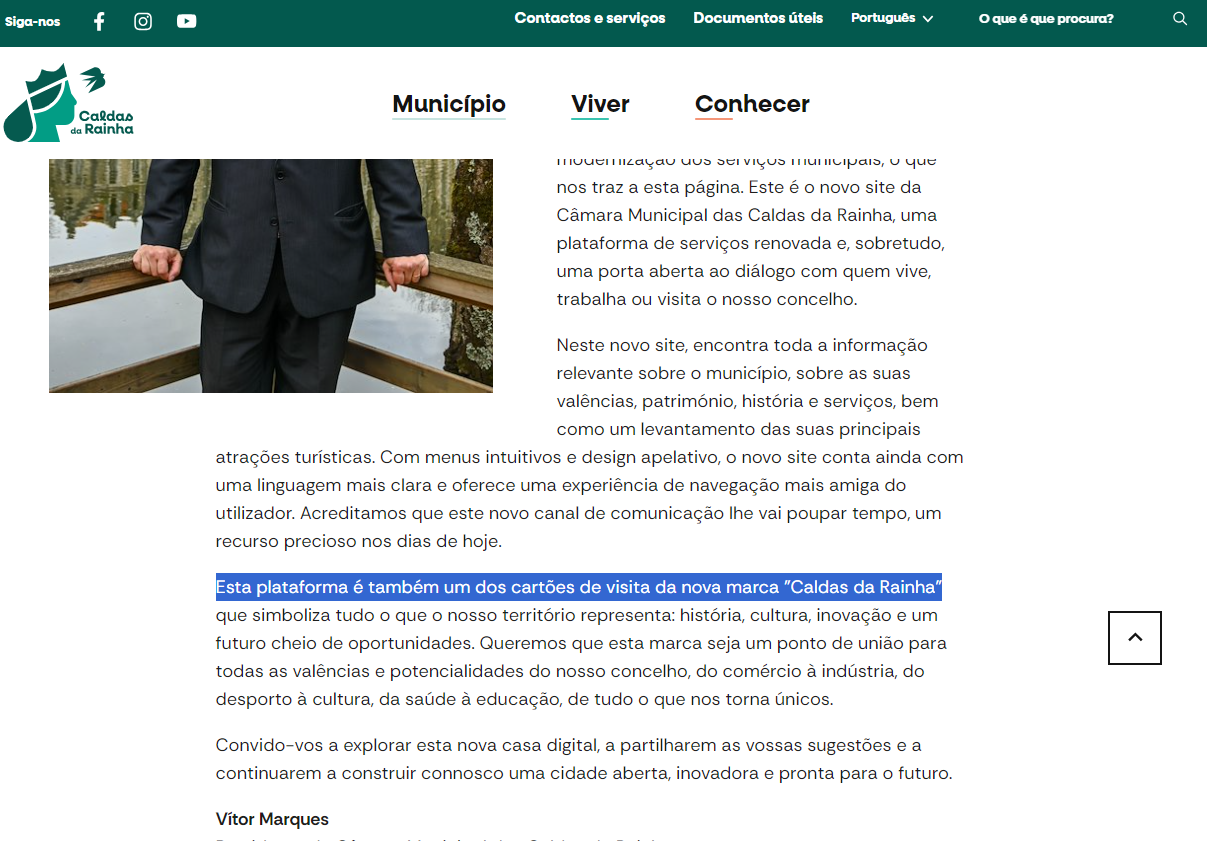 Siga-nos
Contactos e serviços
Documentos úteis
Português
O que é que procura?
Caldas
da Rainha
Município
Viver
Conhecer
modernização dos serviços municipais, o que
nos traz a esta página. Este é o novo site da
Câmara Municipal das Caldas da Rainha, uma
plataforma de serviços renovada e, sobretudo,
uma porta aberta ao diálogo com quem vive,
trabalha ou visita o nosso concelho.
Neste novo site, encontra toda a informação
relevante sobre o município, sobre as suas
valências, património, história e serviços, bem
como um levantamento das suas principais
atrações turísticas. Com menus intuitivos e design apelativo, o novo site conta ainda com
uma linguagem mais clara e oferece uma experiência de navegação mais amiga do
utilizador. Acreditamos que este novo canal de comunicação lhe vai poupar tempo, um
recurso precioso nos dias de hoje.
Esta plataforma é também um dos cartões de visita da nova marca "Caldas da Rainha"
que simboliza tudo o que o nosso território representa: história, cultura, inovação e um
futuro cheio de oportunidades. Queremos que esta marca seja um ponto de união para
todas as valências e potencialidades do nosso concelho, do comércio à indústria, do
desporto à cultura, da saúde à educação, de tudo o que nos torna únicos.
Convido-vos a explorar esta nova casa digital, a partilharem as vossas sugestões e a
continuarem a construir connosco uma cidade aberta, inovadora e pronta para o futuro.
Vítor Marques